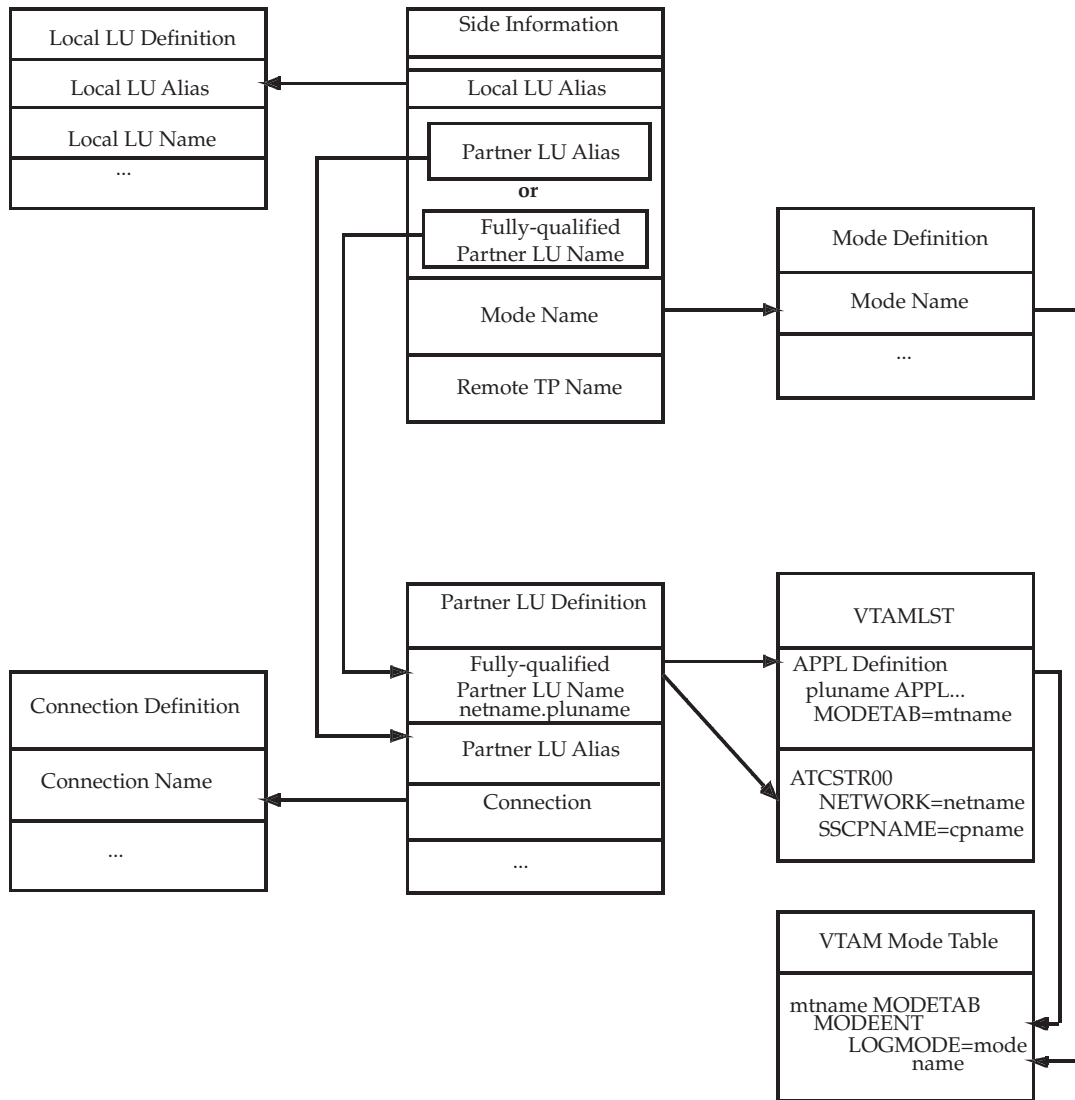 Local LU Definition
Local LU Alias
Local LU Name
...
Side Information
Local LU Alias
Partner LU Alias
or
Fully-qualified
Partner LU Name
Mode Name
Remote TP Name
Mode Definition
Mode Name
...
Connection Definition
Connection Name
...
Partner LU Definition
Fully-qualified
Partner LU Name
netname.pluname
Partner LU Alias
Connection
...
VTAMLST
APPL Definition
pluname APPL...
MODETAB=mtname
ATCSTR00
NETWORK=netname
SSCPNAME=cpname
VTAM Mode Table
mtname MODETAB
MODEENT
LOGMODE=mode
name